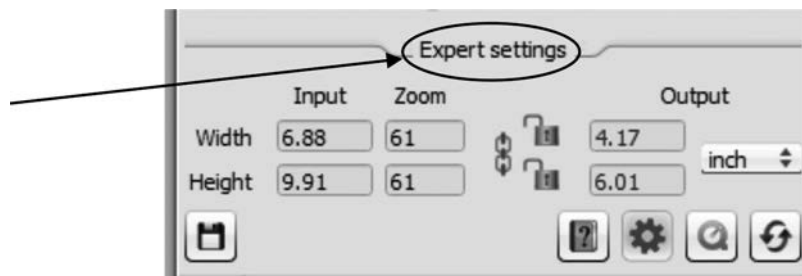 Expert settings
Input Zoom Output
Width 6.88 61 4.17 inch
Height 9.91 61 6.01
?